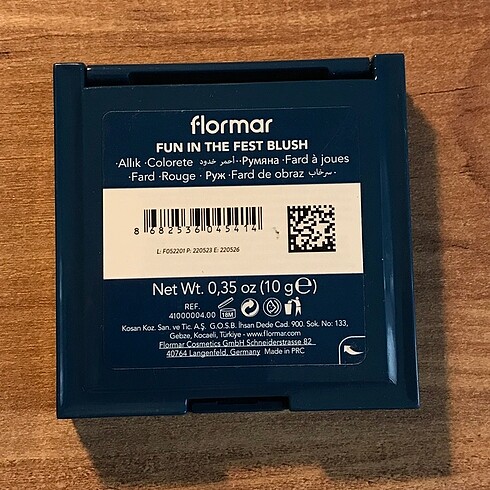 flormar
FUN IN THE FEST BLUSH
·Allık ·Colorete أحمر خدود ··Румяна ·Fard à joues
·Fard ·Rouge · Руж ·Fard de obraz سرخاب·
8 682536 045414
L: F052201 P: 220523 E: 220526
Net Wt. 0,35 oz (10 g℮)
REF.
41000004.00 18M
Kosan Koz. San. ve Tic. A.Ş. G.O.S.B. İhsan Dede Cad. 900. Sok. No: 133,
Gebze, Kocaeli, Türkiye - www.flormar.com
Flormar Cosmetics GmbH Schneiderstrasse 82
40764 Langenfeld, Germany Made in PRC